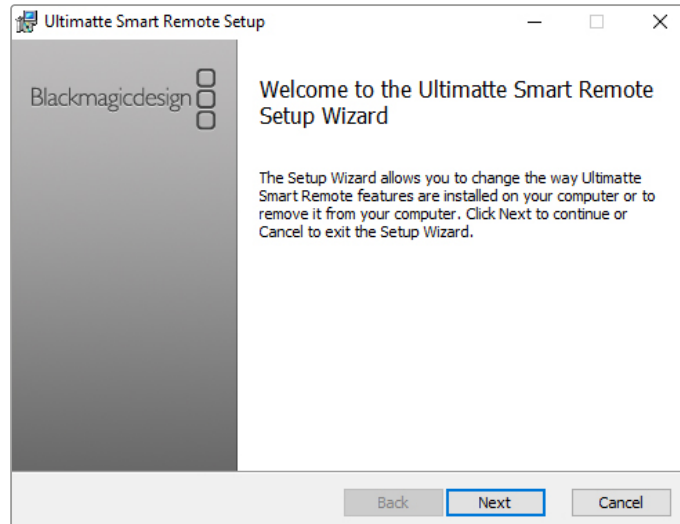 Ultimatte Smart Remote Setup
Blackmagicdesign
Welcome to the Ultimatte Smart Remote
Setup Wizard
The Setup Wizard allows you to change the way Ultimatte
Smart Remote features are installed on your computer or to
remove it from your computer. Click Next to continue or
Cancel to exit the Setup Wizard.
Back Next Cancel